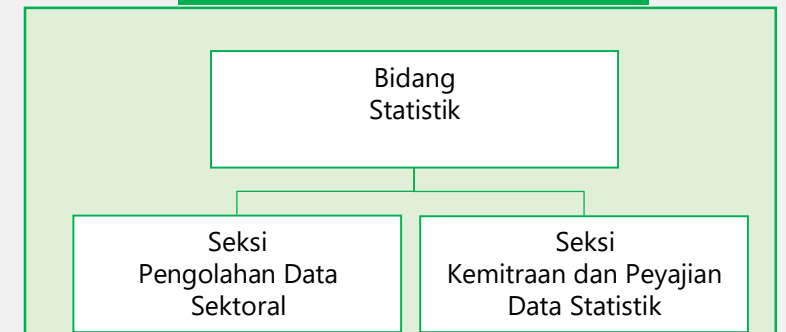 Bidang
Statistik
Seksi
Pengolahan Data
Sektoral
Seksi
Kemitraan dan Peyajian
Data Statistik